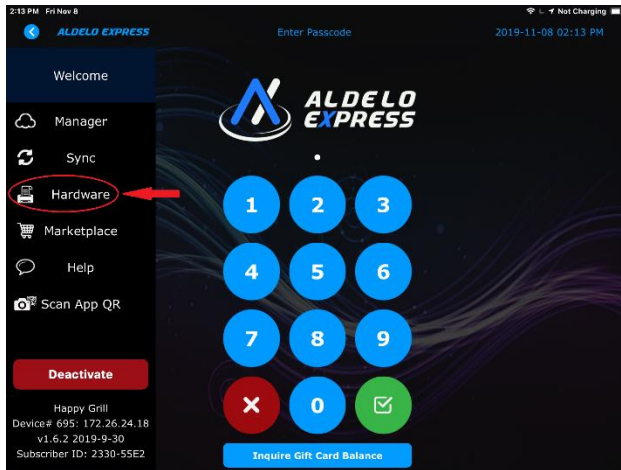 2:13 PM Fri Nov 8
Not Charging
ALDELO EXPRESS
Enter Passcode
2019-11-08 02:13 PM
Welcome
Manager
Sync
Hardware
Marketplace
Help
Scan App QR
Deactivate
Happy Grill
Device# 695: 172.26.24.18
v1.6.2 2019-9-30
Subscriber ID: 2330-55E2
ALDELO
EXPRESS
1 2 3
4 5 6
7 8 9
0
Inquire Gift Card Balance